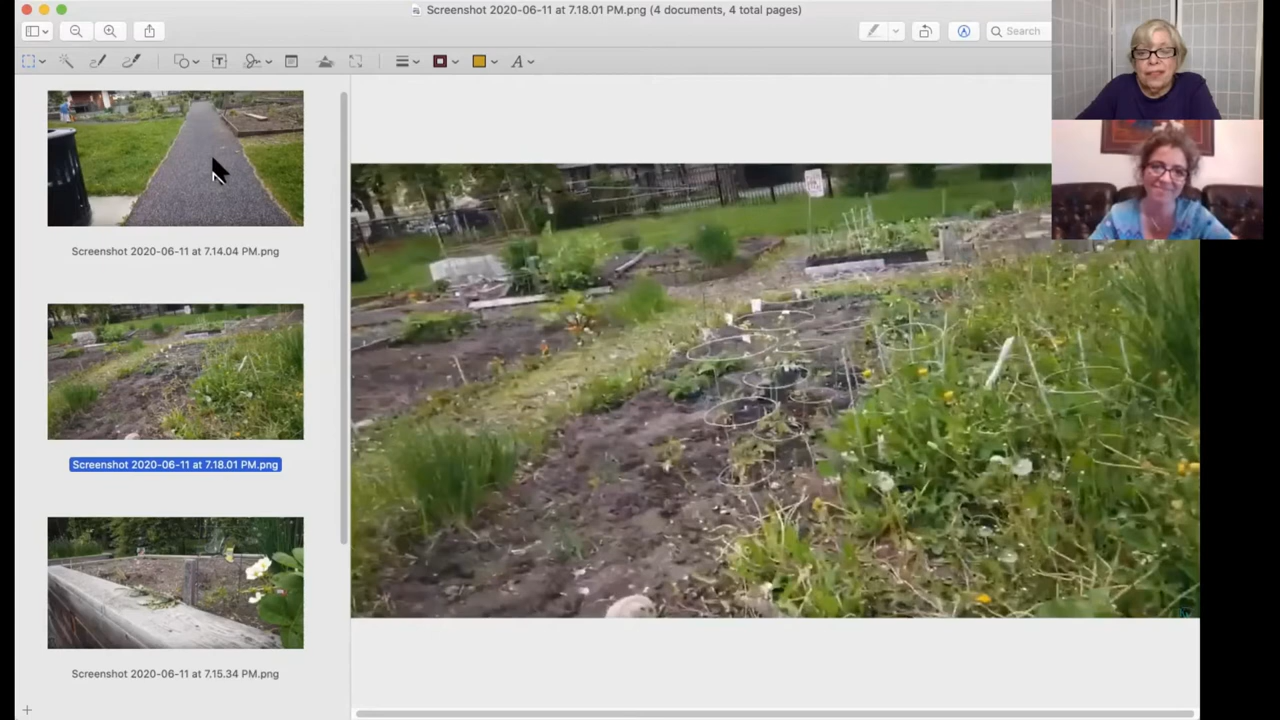 Screenshot 2020-06-11 at 7.18.01 PM.png (4 documents, 4 total pages)
Search
Screenshot 2020-06-11 at 7.14.04 PM.png
Screenshot 2020-06-11 at 7.18.01 PM.png
Screenshot 2020-06-11 at 7.15.34 PM.png